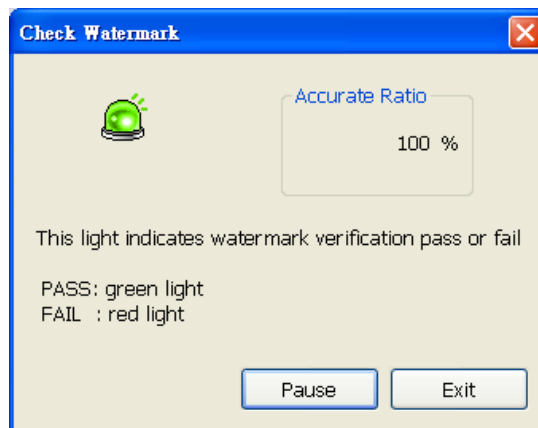 Check Watermark
Accurate Ratio
100 %
This light indicates watermark verification pass or fail
PASS: green light
FAIL : red light
Pause
Exit